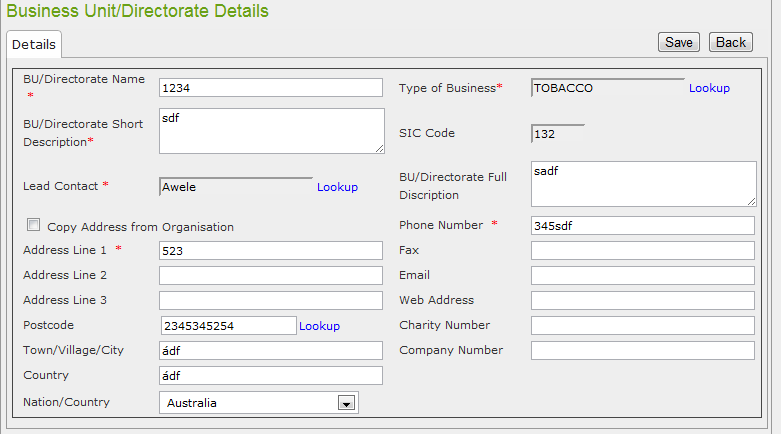 Business Unit/Directorate Details
Details
Save Back
BU/Directorate Name
* 1234
Type of Business* TOBACCO Lookup
BU/Directorate Short
Description* sdf
SIC Code 132
Lead Contact * Awele Lookup
BU/Directorate Full
Discription sadf
Copy Address from Organisation
Phone Number * 345sdf
Address Line 1 * 523
Fax
Address Line 2
Email
Address Line 3
Web Address
Postcode 2345345254 Lookup
Charity Number
Town/Village/City ádf
Company Number
Country ádf
Nation/Country Australia